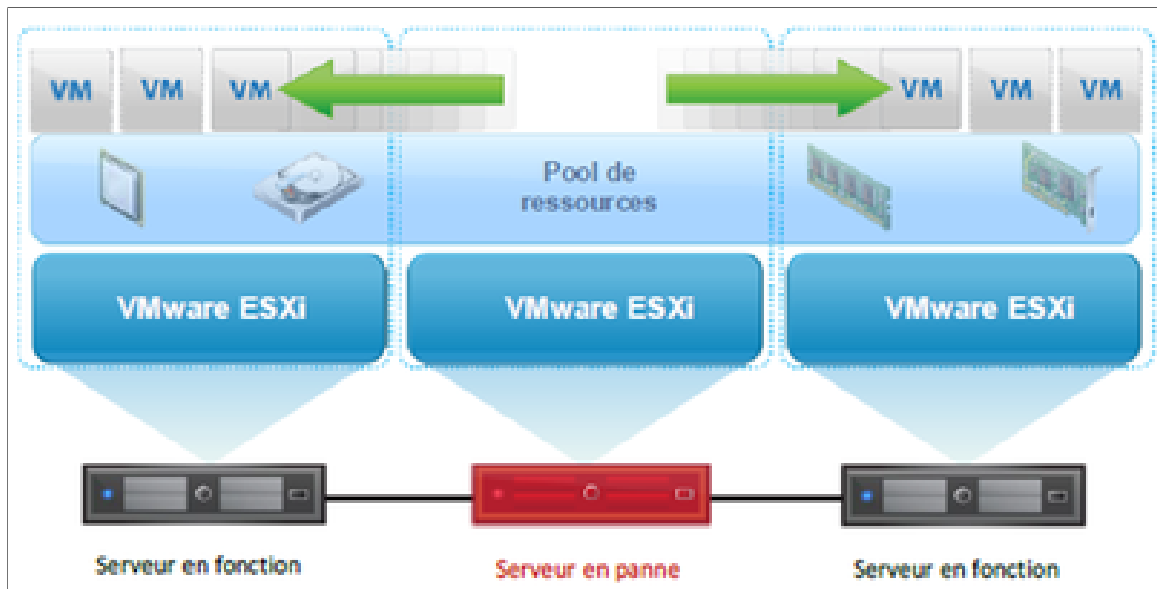 VM VM VM VM VM VM
Pool de
ressources
VMware ESXi VMware ESXi VMware ESXi
Serveur en fonction Serveur en panne Serveur en fonction